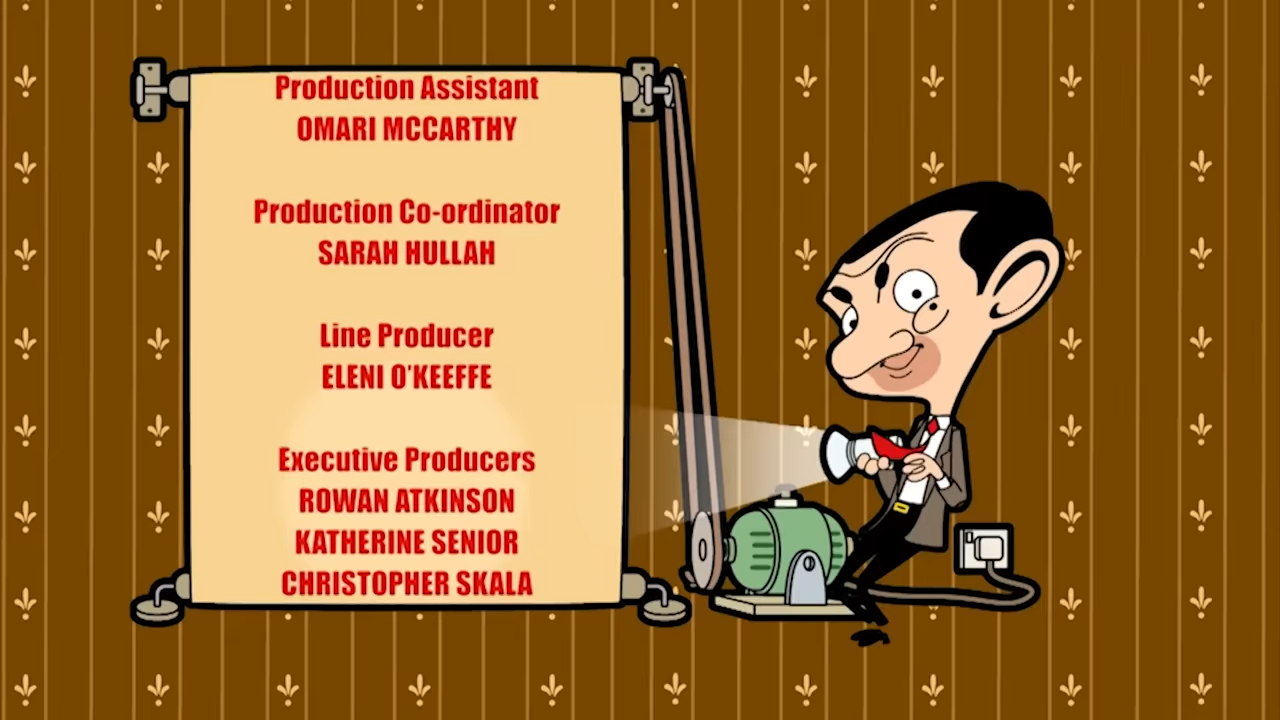 Production Assistant
OMARI MCCARTHY
Production Co-ordinator
SARAH HULLAH
Line Producer
ELENI O'KEEFFE
Executive Producers
ROWAN ATKINSON
KATHERINE SENIOR
CHRISTOPHER SKALA